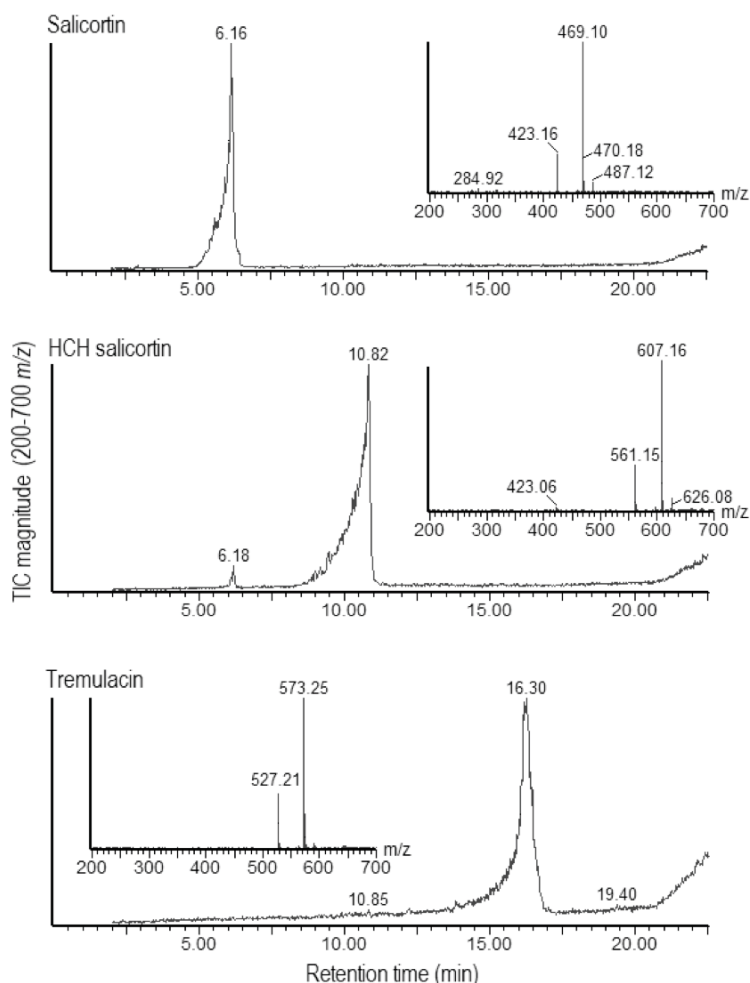 Salicortin
6.16
469.10
423.16
470.18
487.12
284.92
m/z
200 300 400 500 600 700
5.00 10.00 15.00 20.00
HCH salicortin
10.82
607.16
561.15
423.06
626.08
m/z
200 300 400 500 600 700
6.18
5.00 10.00 15.00 20.00
TIC magnitude (200-700 m/z)
Tremulacin
573.25
16.30
527.21
m/z
200 300 400 500 600 700
10.85
19.40
5.00 10.00 15.00 20.00
Retention time (min)